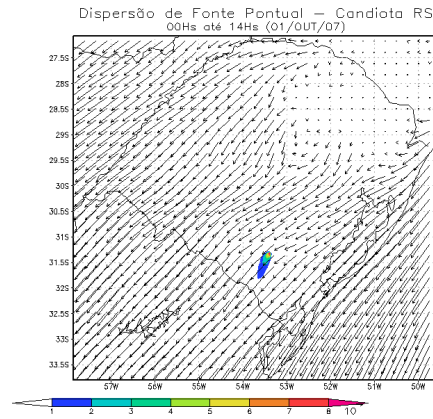 Dispersão de Fonte Pontual – Candiota RS
00Hs até 14Hs (01/OUT/07)
27.5S
28S
28.5S
29S
29.5S
30S
30.5S
31S
31.5S
32S
32.5S
33S
33.5S
57W 56W 55W 54W 53W 52W 51W 50W
1 2 3 4 5 6 7 8 10